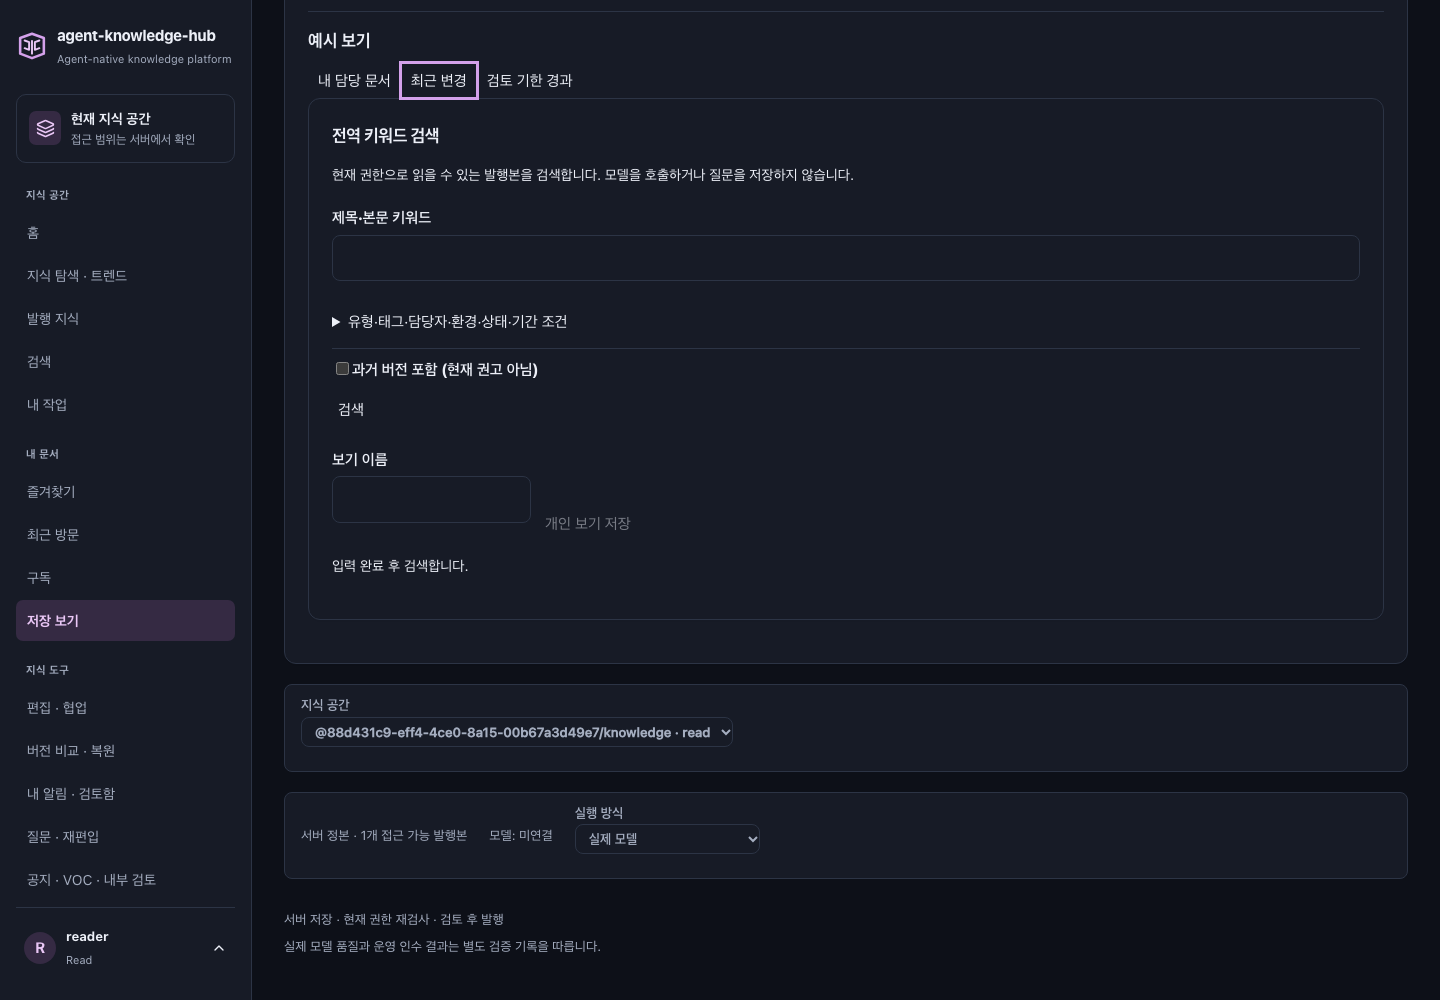 agent-knowledge-hub
Agent-native knowledge platform
현재 지식 공간
접근 범위는 서버에서 확인
지식 공간
홈
지식 탐색 · 트렌드
발행 지식
검색
내 작업
내 문서
즐겨찾기
최근 방문
구독
저장 보기
지식 도구
편집 · 협업
버전 비교 · 복원
내 알림 · 검토함
질문 · 재편입
공지 · VOC · 내부 검토
R
reader
Read
예시 보기
내 담당 문서 최근 변경 검토 기한 경과
전역 키워드 검색
현재 권한으로 읽을 수 있는 발행본을 검색합니다. 모델을 호출하거나 질문을 저장하지 않습니다.
제목·본문 키워드
유형·태그·담당자·환경·상태·기간 조건
과거 버전 포함 (현재 권고 아님)
검색
보기 이름
개인 보기 저장
입력 완료 후 검색합니다.
지식 공간
@88d431c9-eff4-4ce0-8a15-00b67a3d49e7/knowledge · read
서버 정본 · 1개 접근 가능 발행본 모델: 미연결
실행 방식
실제 모델
서버 저장 · 현재 권한 재검사 · 검토 후 발행
실제 모델 품질과 운영 인수 결과는 별도 검증 기록을 따릅니다.